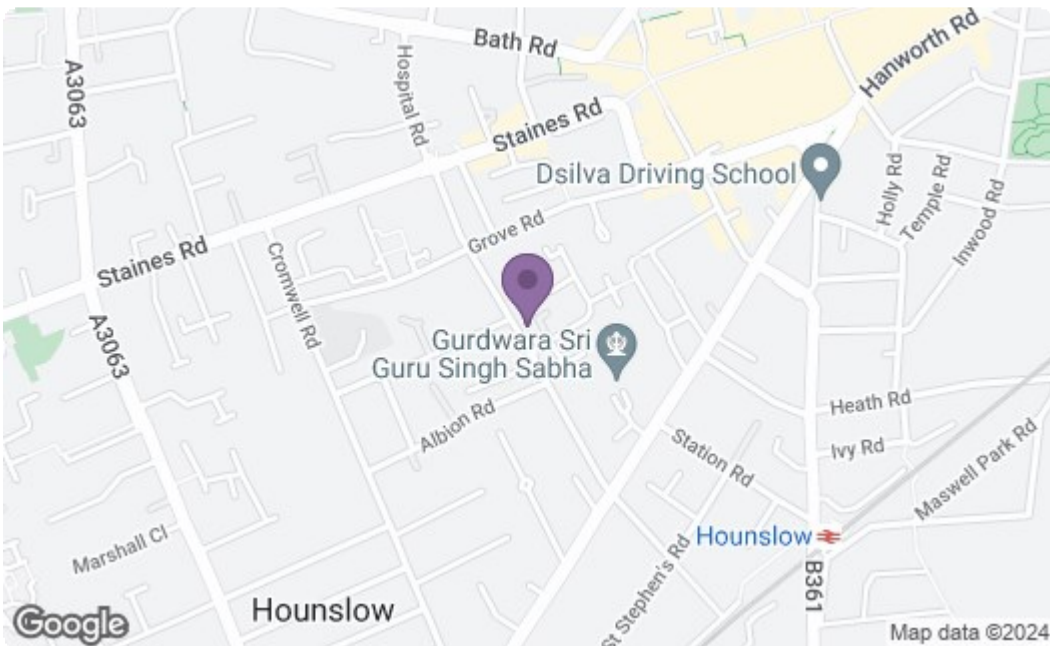 Bath Rd
Hanworth Rd
A3063
Hospital Rd
Staines Rd
Dsilva Driving School
Holly Rd
Temple Rd
Inwood Rd
Grove Rd
Staines Rd
Cromwell Rd
A3063
Gurdwara Sri
Guru Singh Sabha
Albion Rd
Heath Rd
Ivy Rd
Station Rd
Maswell Park Rd
Marshall Cl
Hounslow
B361
St Stephen's Rd
Hounslow
Google
Map data ©2024